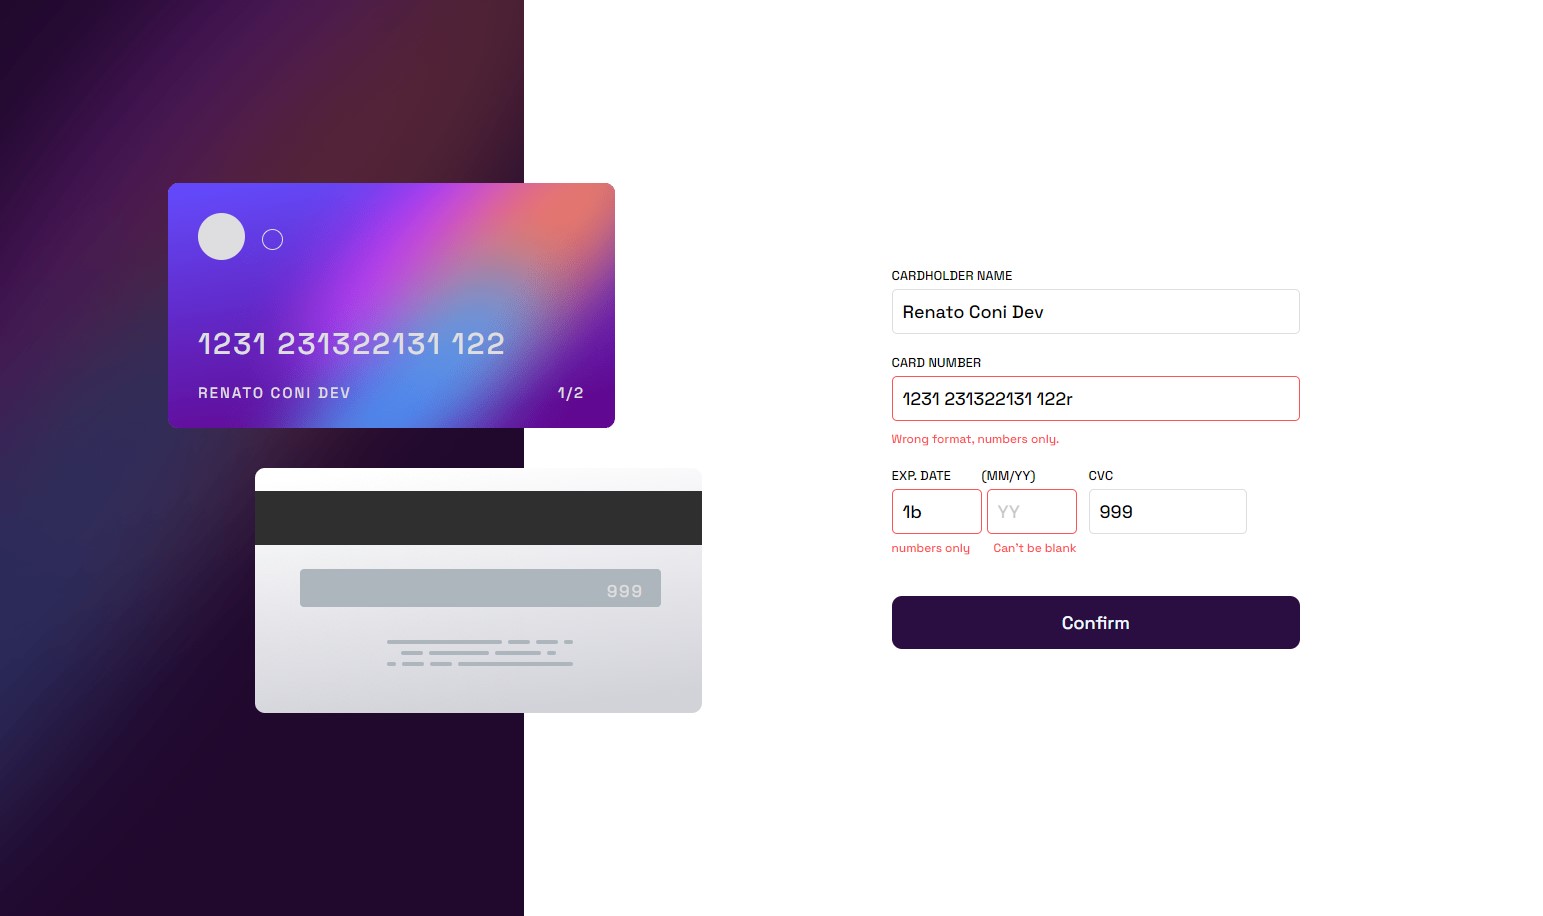 1231 231322131 122
RENATO CONI DEV 1/2
999
CARDHOLDER NAME
Renato Coni Dev
CARD NUMBER
1231 231322131 122r
Wrong format, numbers only.
EXP. DATE (MM/YY) CVC
1b YY 999
numbers only Can't be blank
Confirm